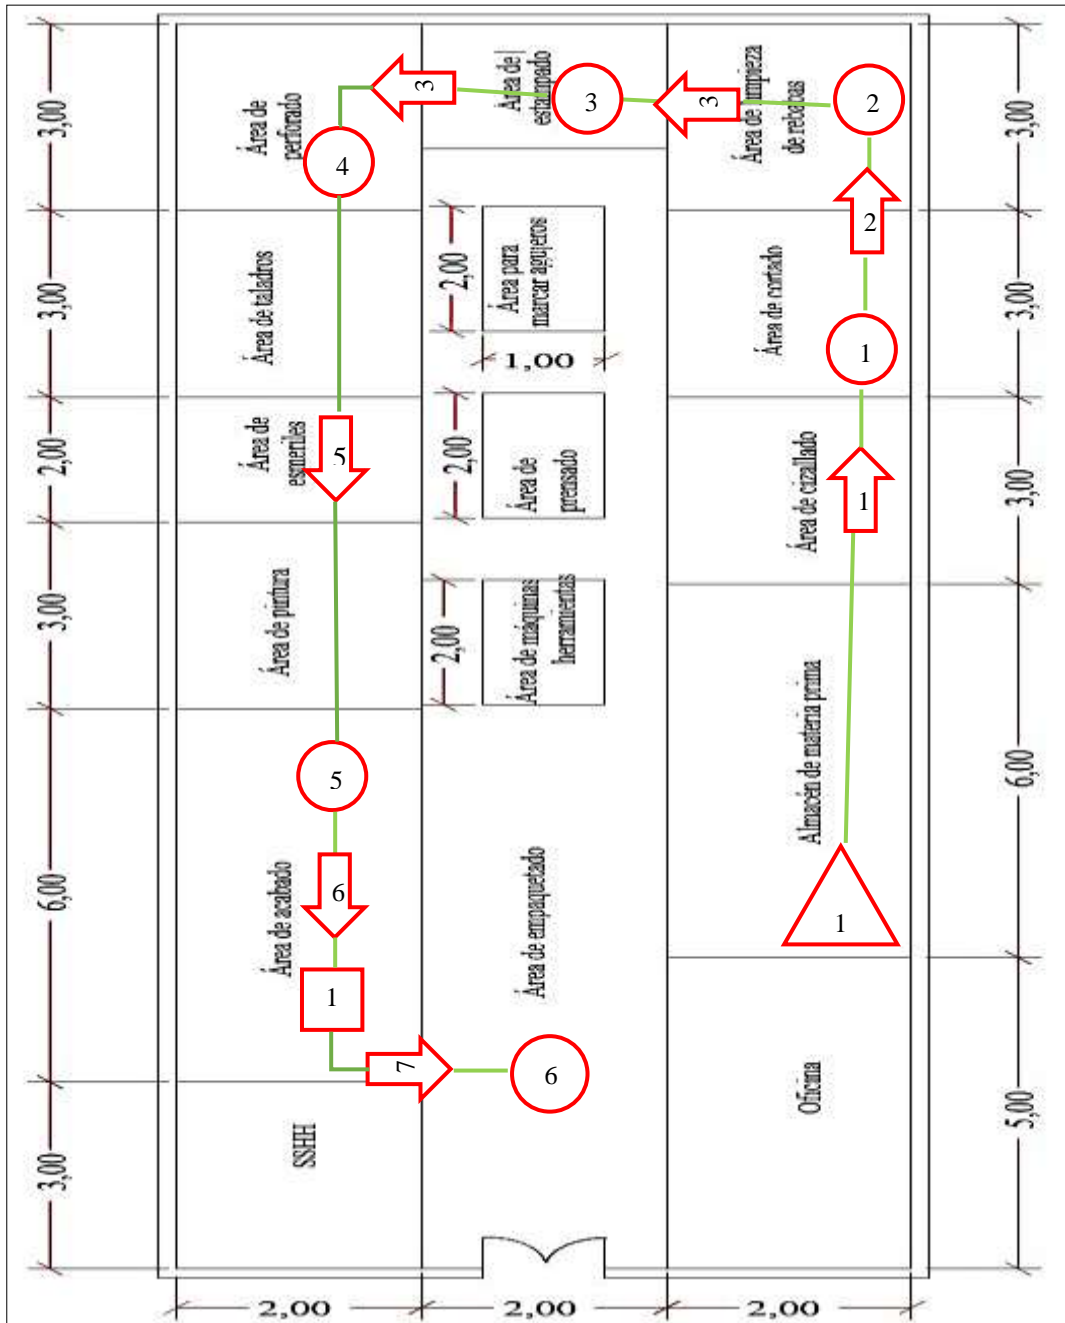 3,00
3,00
2,00
3,00
6,00
3,00
Área de
perforado
Área de taladros
Área de
esmeriles
Área de pintura
Área de acabado
SSHH
Área de |
estampado
2,00
Área para
marcar agujeros
1,00
2,00
Área de
prensado
2,00
Área de máquinas
herramientas
Área de empaquetado
Área de limpieza
de rebabas
Área de cortado
Área de cizallado
Almacén de materia prima
Oficina
3,00
3,00
3,00
6,00
5,00
2,00
2,00
2,00
1
1
1
2
2
3
3
3
4
5
5
6
1
7
6